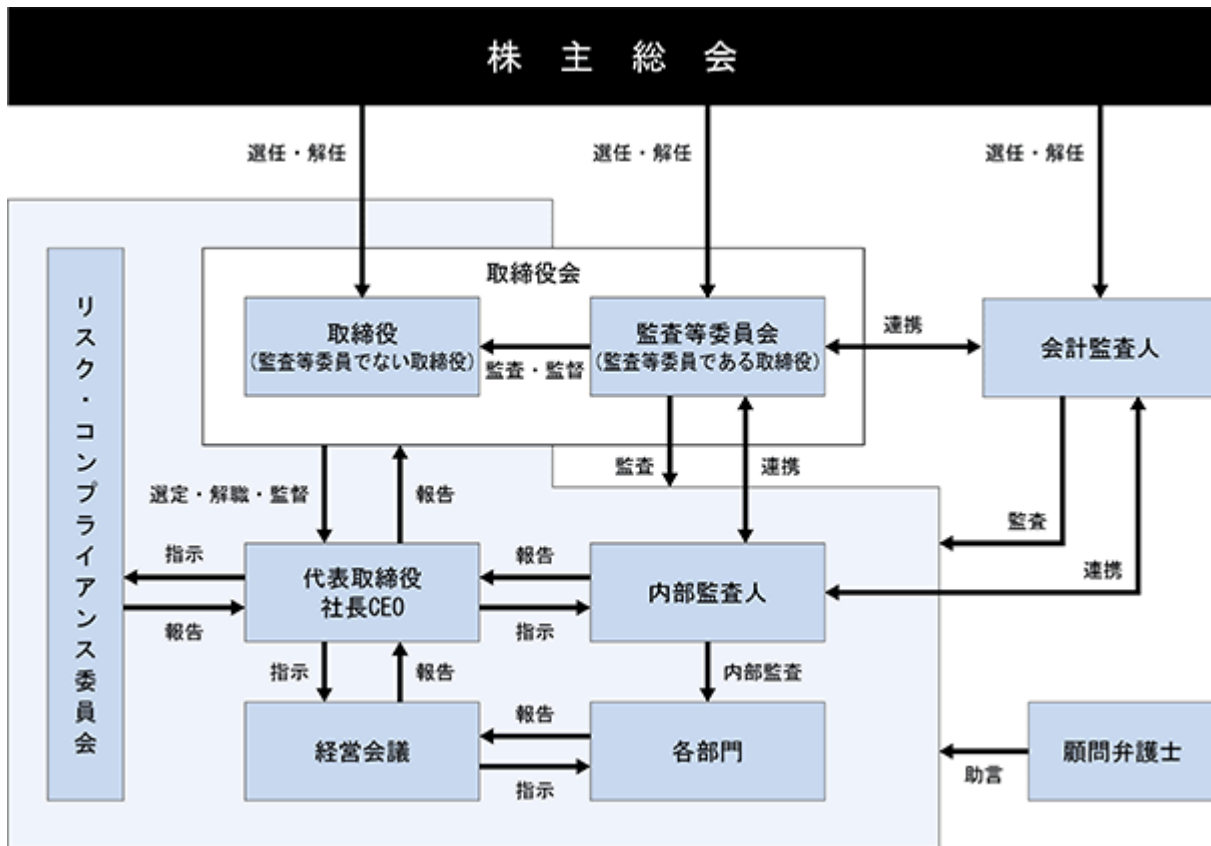 株主総会
選任・解任
選任・解任
選任・解任
取締役会
取締役
(監査等委員でない取締役)
監査・監督
監査等委員会
(監査等委員である取締役)
連携
会計監査人
リスク・コンプライアンス委員会
選定・解職・監督
報告
監査
連携
監査
連携
指示
報告
代表取締役
社長CEO
報告
指示
内部監査人
指示
報告
内部監査
経営会議
報告
指示
各部門
助言
顧問弁護士